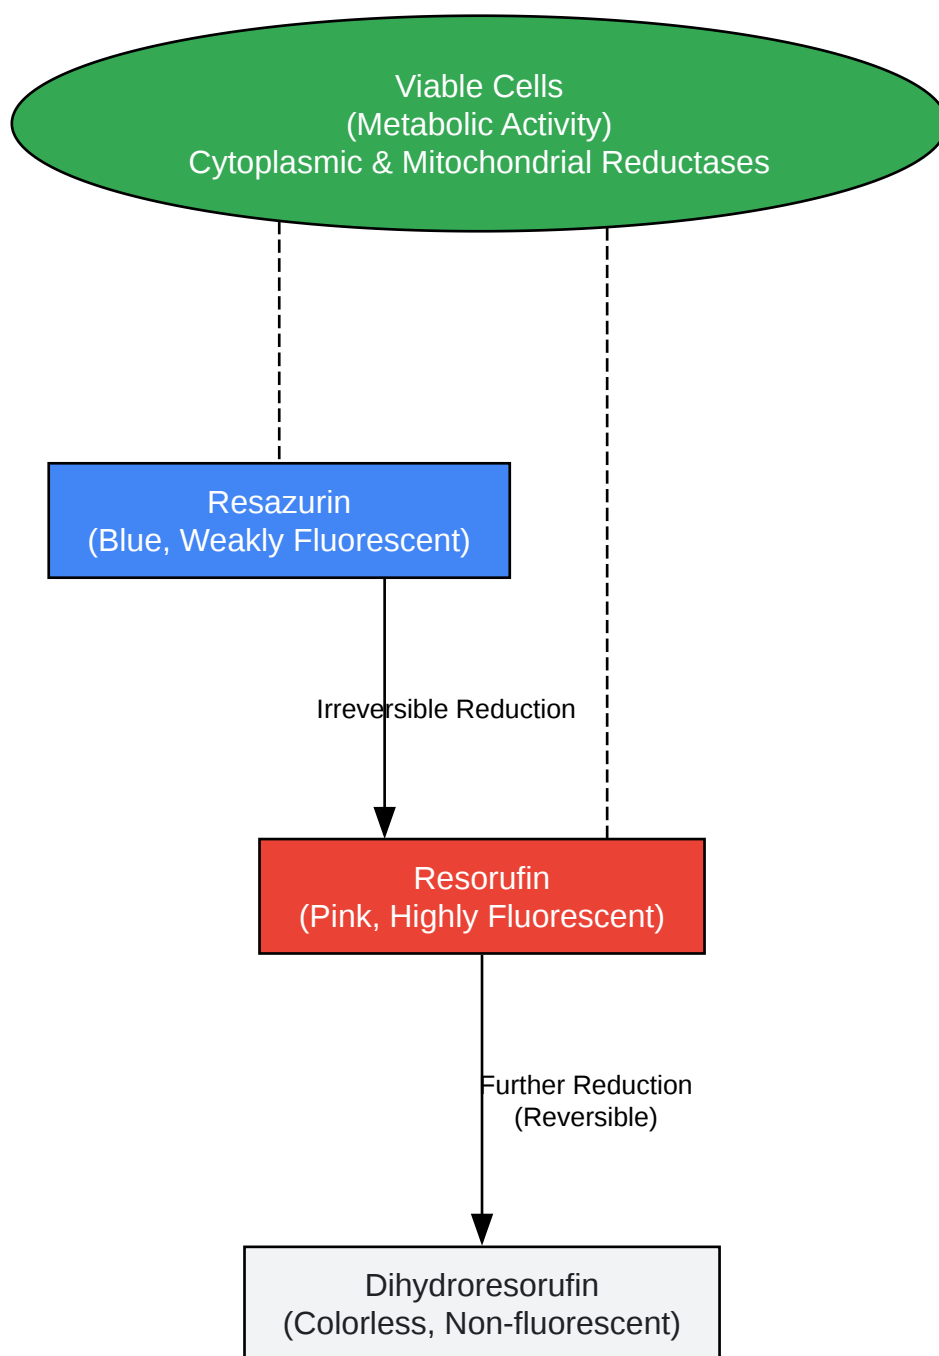 Viable Cells
(Metabolic Activity)
Cytoplasmic & Mitochondrial Reductases
Resazurin
(Blue, Weakly Fluorescent)
Irreversible Reduction
Resorufin
(Pink, Highly Fluorescent)
Further Reduction
(Reversible)
Dihydroresorufin
(Colorless, Non-fluorescent)